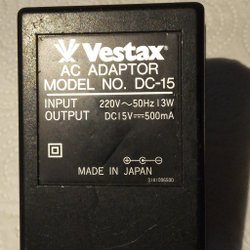 Vestax
AC ADAPTOR
MODEL NO. DC-15
INPUT 220V～50Hz 13W
OUTPUT DC15V⎓500mA
MADE IN JAPAN